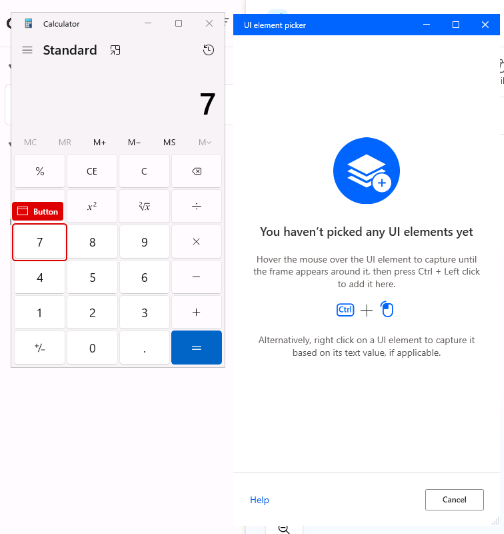 Calculator
Standard
7
MC MR M+ M− MS M˅
% CE C
x² ²√x ÷
Button
7 8 9 ×
4 5 6 −
1 2 3 +
+/− 0 . =
UI element picker
You haven't picked any UI elements yet
Hover the mouse over the UI element to capture until
the frame appears around it, then press Ctrl + Left click
to add it here.
Ctrl +
Alternatively, right click on a UI element to capture it
based on its text value, if applicable.
Help
Cancel